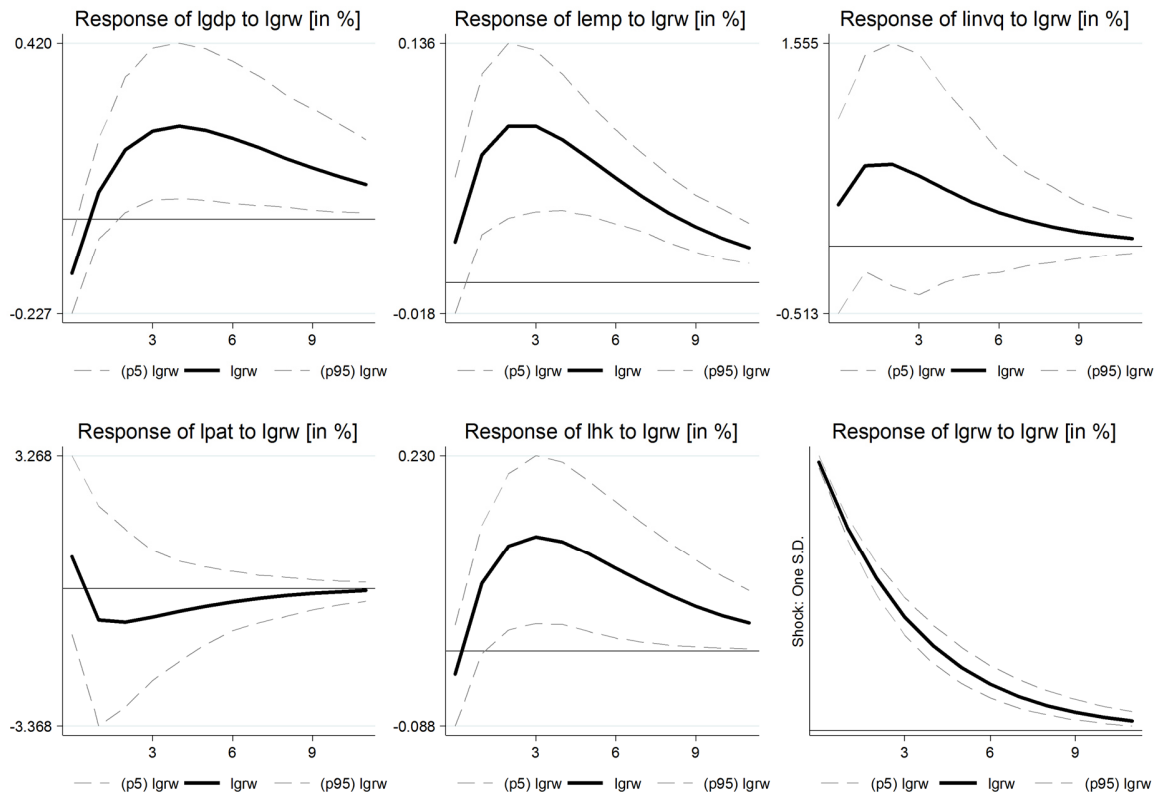 Response of lgdp to lgrw [in %]
0.420
-0.227
3 6 9
(p5) lgrw lgrw (p95) lgrw
Response of lemp to lgrw [in %]
0.136
-0.018
3 6 9
(p5) lgrw lgrw (p95) lgrw
Response of linvq to lgrw [in %]
1.555
-0.513
3 6 9
(p5) lgrw lgrw (p95) lgrw
Response of lpat to lgrw [in %]
3.268
-3.368
3 6 9
(p5) lgrw lgrw (p95) lgrw
Response of lhk to lgrw [in %]
0.230
-0.088
3 6 9
(p5) lgrw lgrw (p95) lgrw
Response of lgrw to lgrw [in %]
Shock: One S.D.
3 6 9
(p5) lgrw lgrw (p95) lgrw